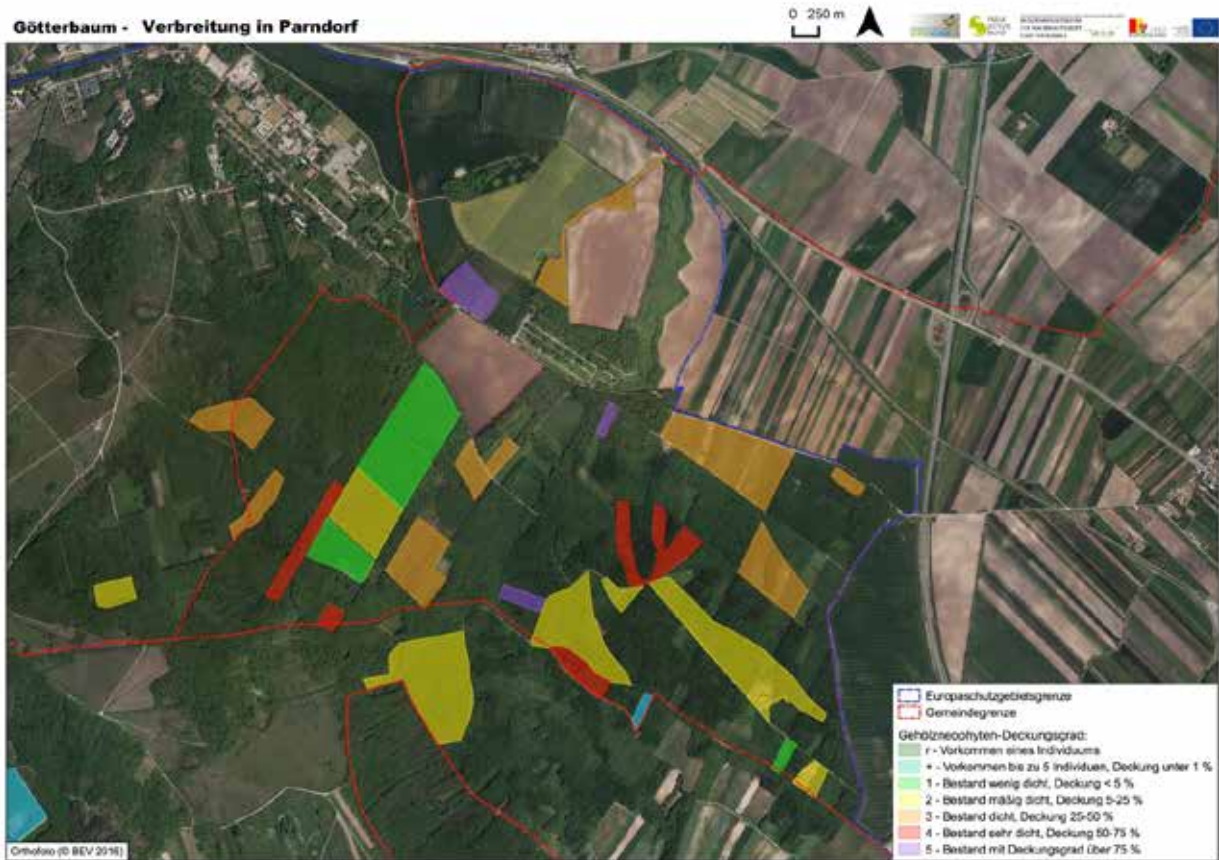 Götterbaum - Verbreitung in Parndorf
0 250 m
Europaschutzgebietsgrenze
Gemeindegrenze
Gehölzneophyten-Deckungsgrad:
r - Vorkommen eines Individuums
+ - Vorkommen bis zu 5 Individuen, Deckung unter 1 %
1 - Bestand wenig dicht, Deckung < 5 %
2 - Bestand mäßig dicht, Deckung 5-25 %
3 - Bestand dicht, Deckung 25-50 %
4 - Bestand sehr dicht, Deckung 50-75 %
5 - Bestand mit Deckungsgrad über 75 %
Orthofoto (© BEV 2016)